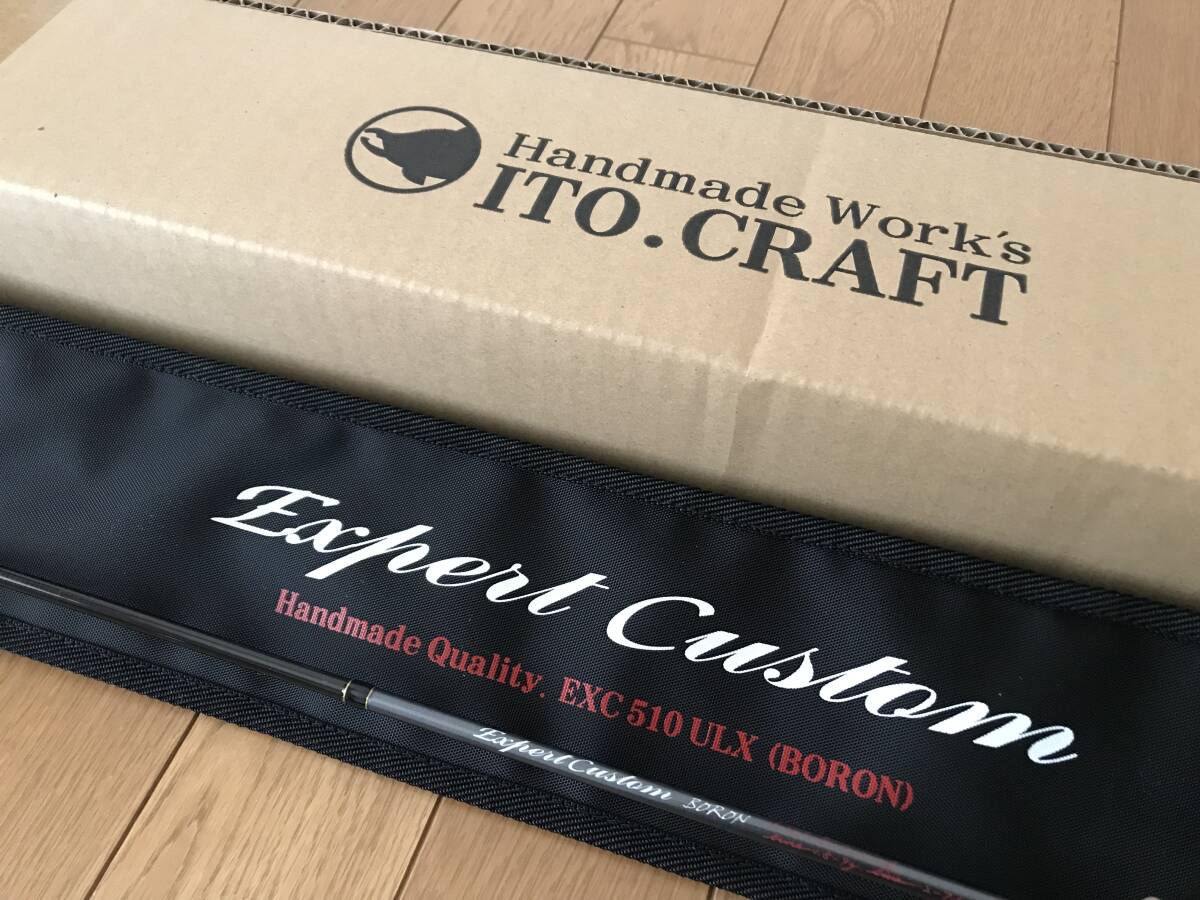 Handmade Work's
ITO.CRAFT
Expert Custom
Handmade Quality. EXC 510 ULX (BORON)
Expert Custom BORON